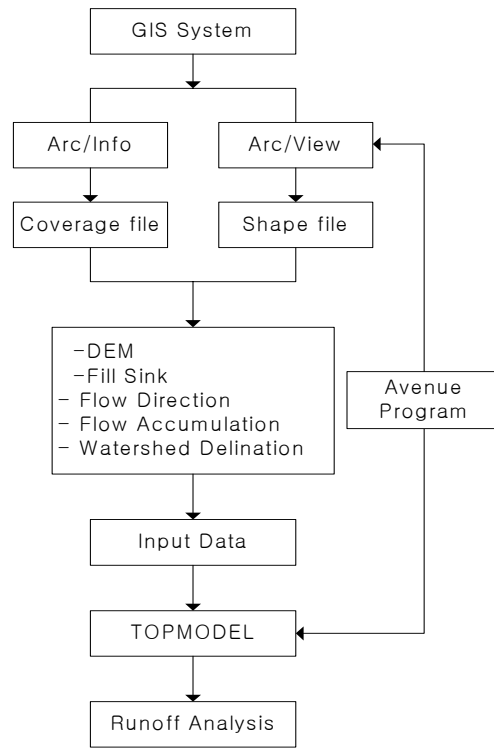 GIS System
Arc/Info
Arc/View
Coverage file
Shape file
-DEM
-Fill Sink
- Flow Direction
- Flow Accumulation
- Watershed Delination
Avenue
Program
Input Data
TOPMODEL
Runoff Analysis